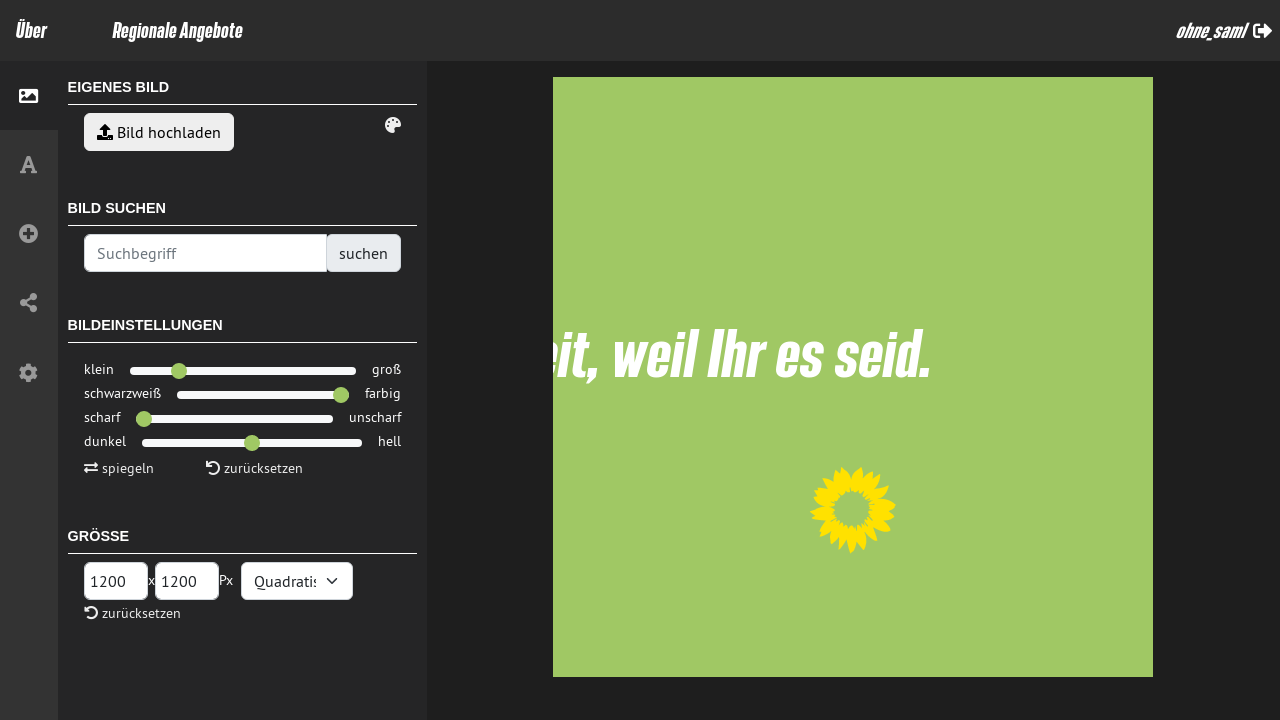 Über
Regionale Angebote
ohne_saml
EIGENES BILD
Bild hochladen
BILD SUCHEN
Suchbegriff
suchen
BILDEINSTELLUNGEN
klein
groß
schwarzweiß
farbig
scharf
unscharf
dunkel
hell
spiegeln
zurücksetzen
GRÖSSE
1200 x 1200 Px
Quadratis
zurücksetzen
eit, weil Ihr es seid.